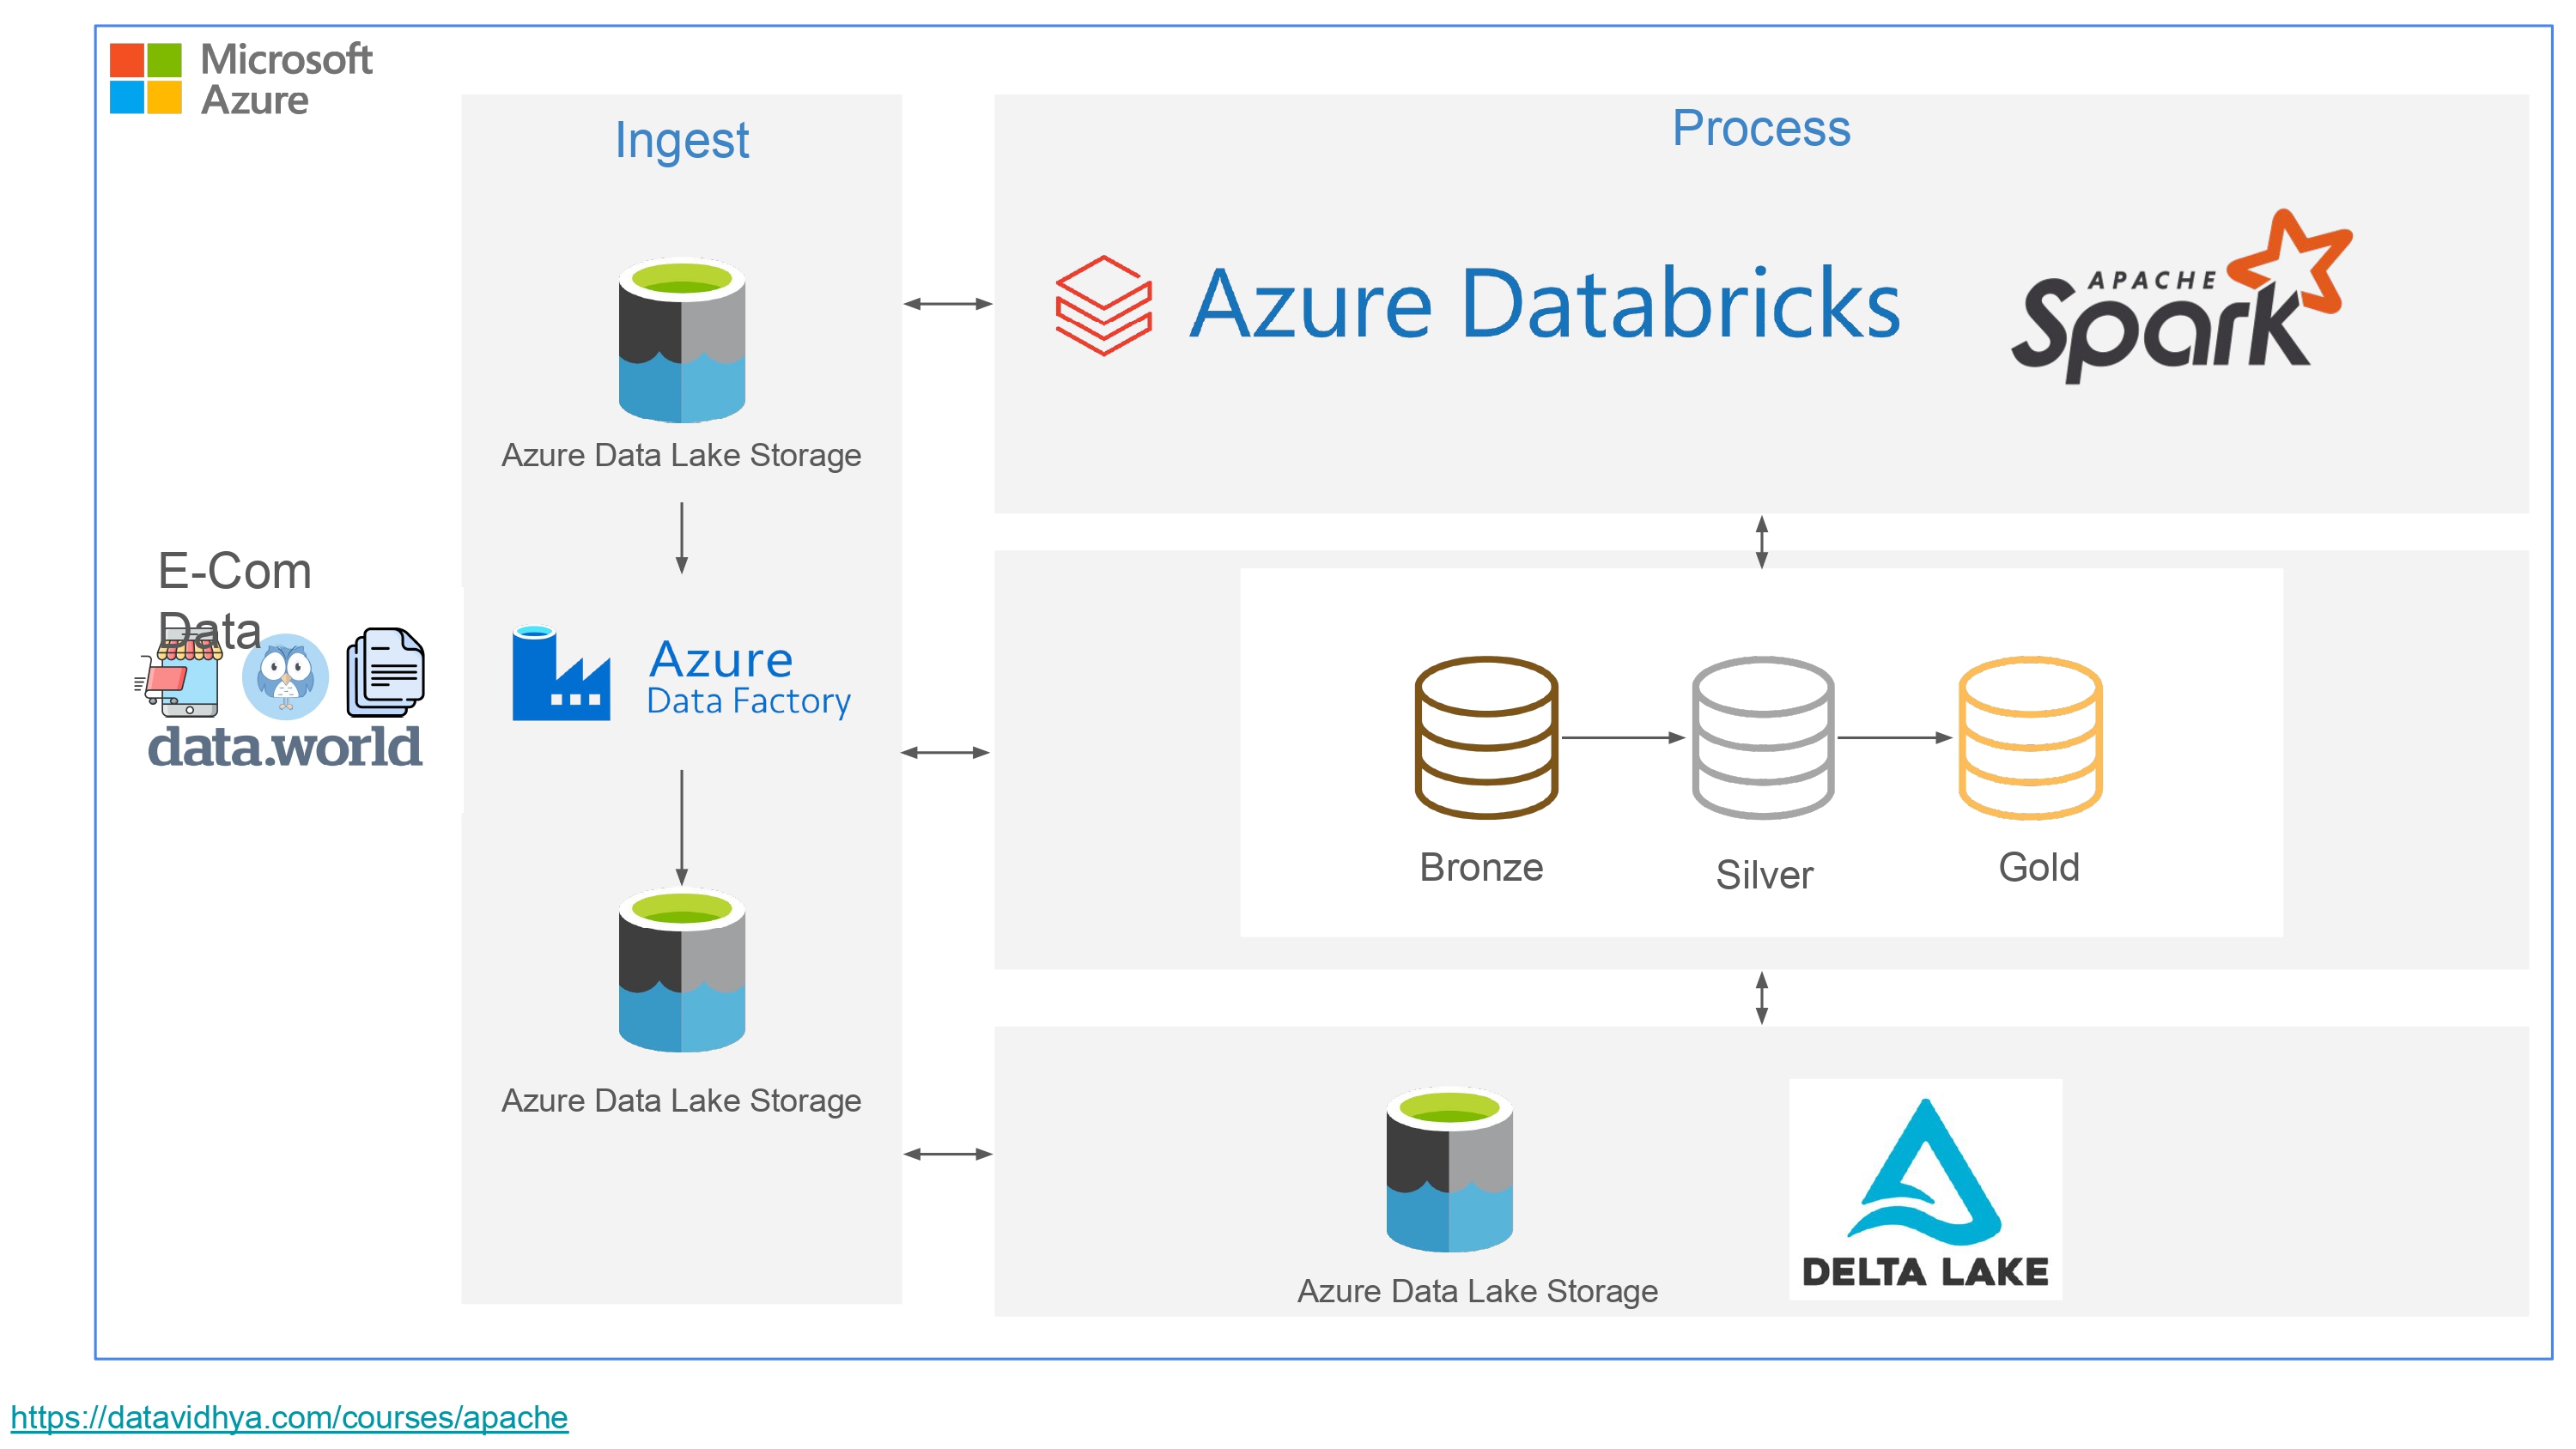 Microsoft
Azure
Ingest
Process
Azure Databricks
APACHE
Spark
Azure Data Lake Storage
E-Com
Data
data.world
Azure
Data Factory
Bronze
Silver
Gold
Azure Data Lake Storage
Azure Data Lake Storage
DELTA LAKE
https://datavidhya.com/courses/apache